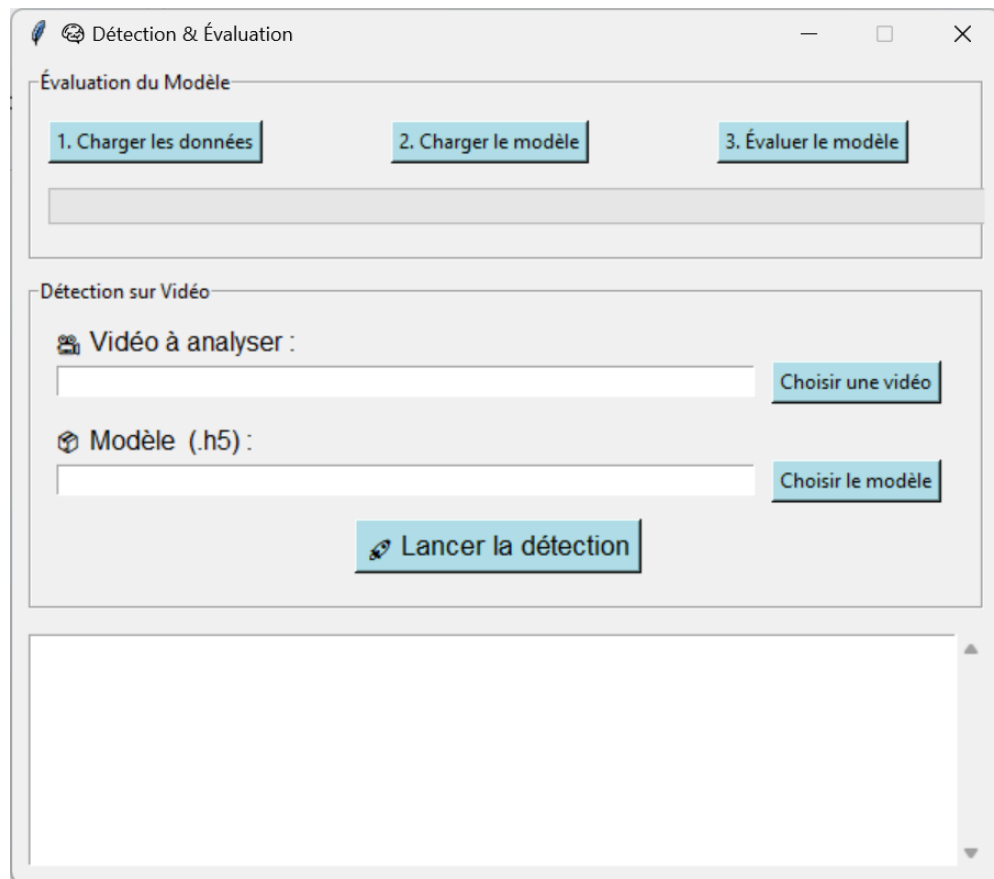 Détection & Évaluation
Évaluation du Modèle
1. Charger les données
2. Charger le modèle
3. Évaluer le modèle
Détection sur Vidéo
Vidéo à analyser :
Choisir une vidéo
Modèle  (.h5) :
Choisir le modèle
Lancer la détection